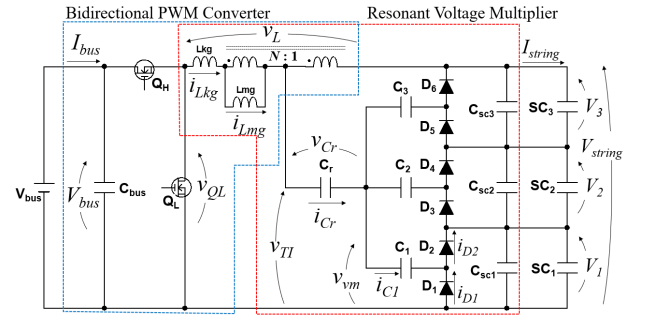 Bidirectional PWM Converter
Resonant Voltage Multiplier
I_bus
Q_H
v_L
Lkg
N : 1
i_Lkg
Lmg
i_Lmg
I_string
C_3
D_6
D_5
C_sc3
SC_3
V_3
V_string
v_Cr
C_r
i_Cr
C_2
D_4
D_3
C_sc2
SC_2
V_2
V_bus
V_bus
C_bus
Q_L
v_QL
v_TI
v_vm
C_1
i_C1
D_2
i_D2
D_1
i_D1
C_sc1
SC_1
V_1